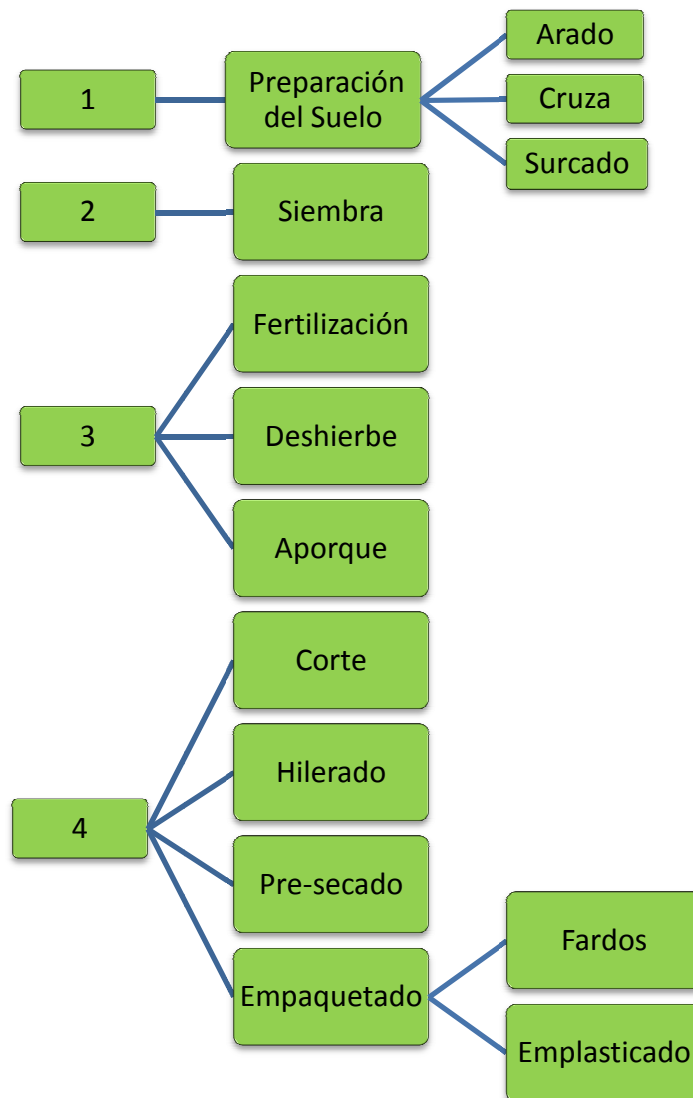 1
Preparación
del Suelo
Arado
Cruza
Surcado
2
Siembra
3
Fertilización
Deshierbe
Aporque
4
Corte
Hilerado
Pre-secado
Empaquetado
Fardos
Emplasticado